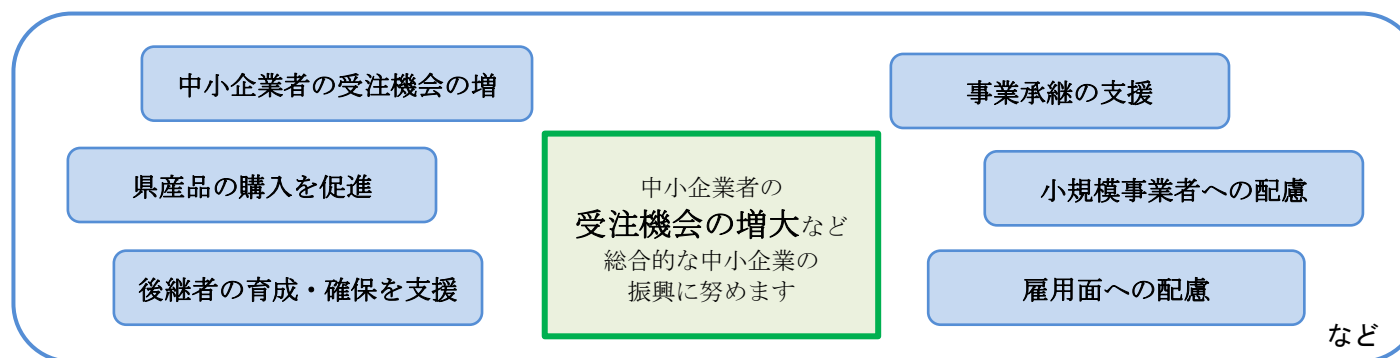 中小企業者の受注機会の増
県産品の購入を促進
後継者の育成・確保を支援
中小企業者の
受注機会の増大など
総合的な中小企業の
振興に努めます
事業承継の支援
小規模事業者への配慮
雇用面への配慮
など